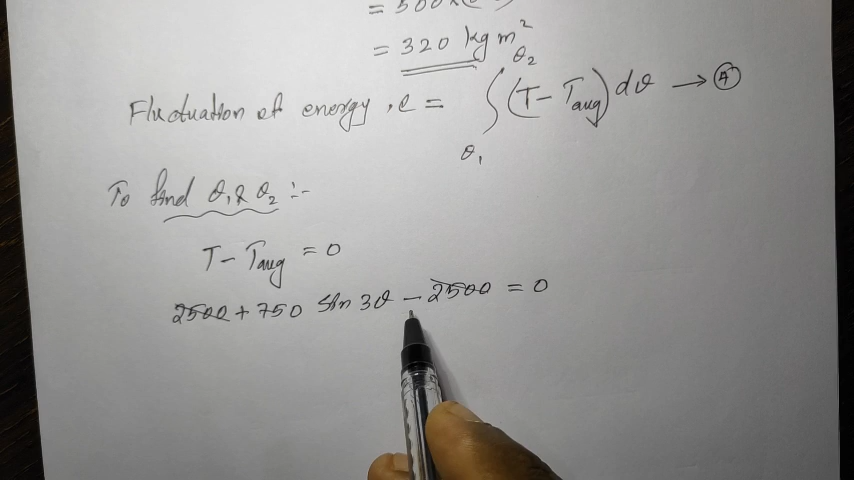 = 500 × (
= 320 kg m²
Fluctuation of energy, e = ∫θ₁^θ₂ (T - Tavg) dθ → Ⓐ
To find θ₁ & θ₂ :-
T - Tavg = 0
2500 + 750 sin 3θ - 2500 = 0